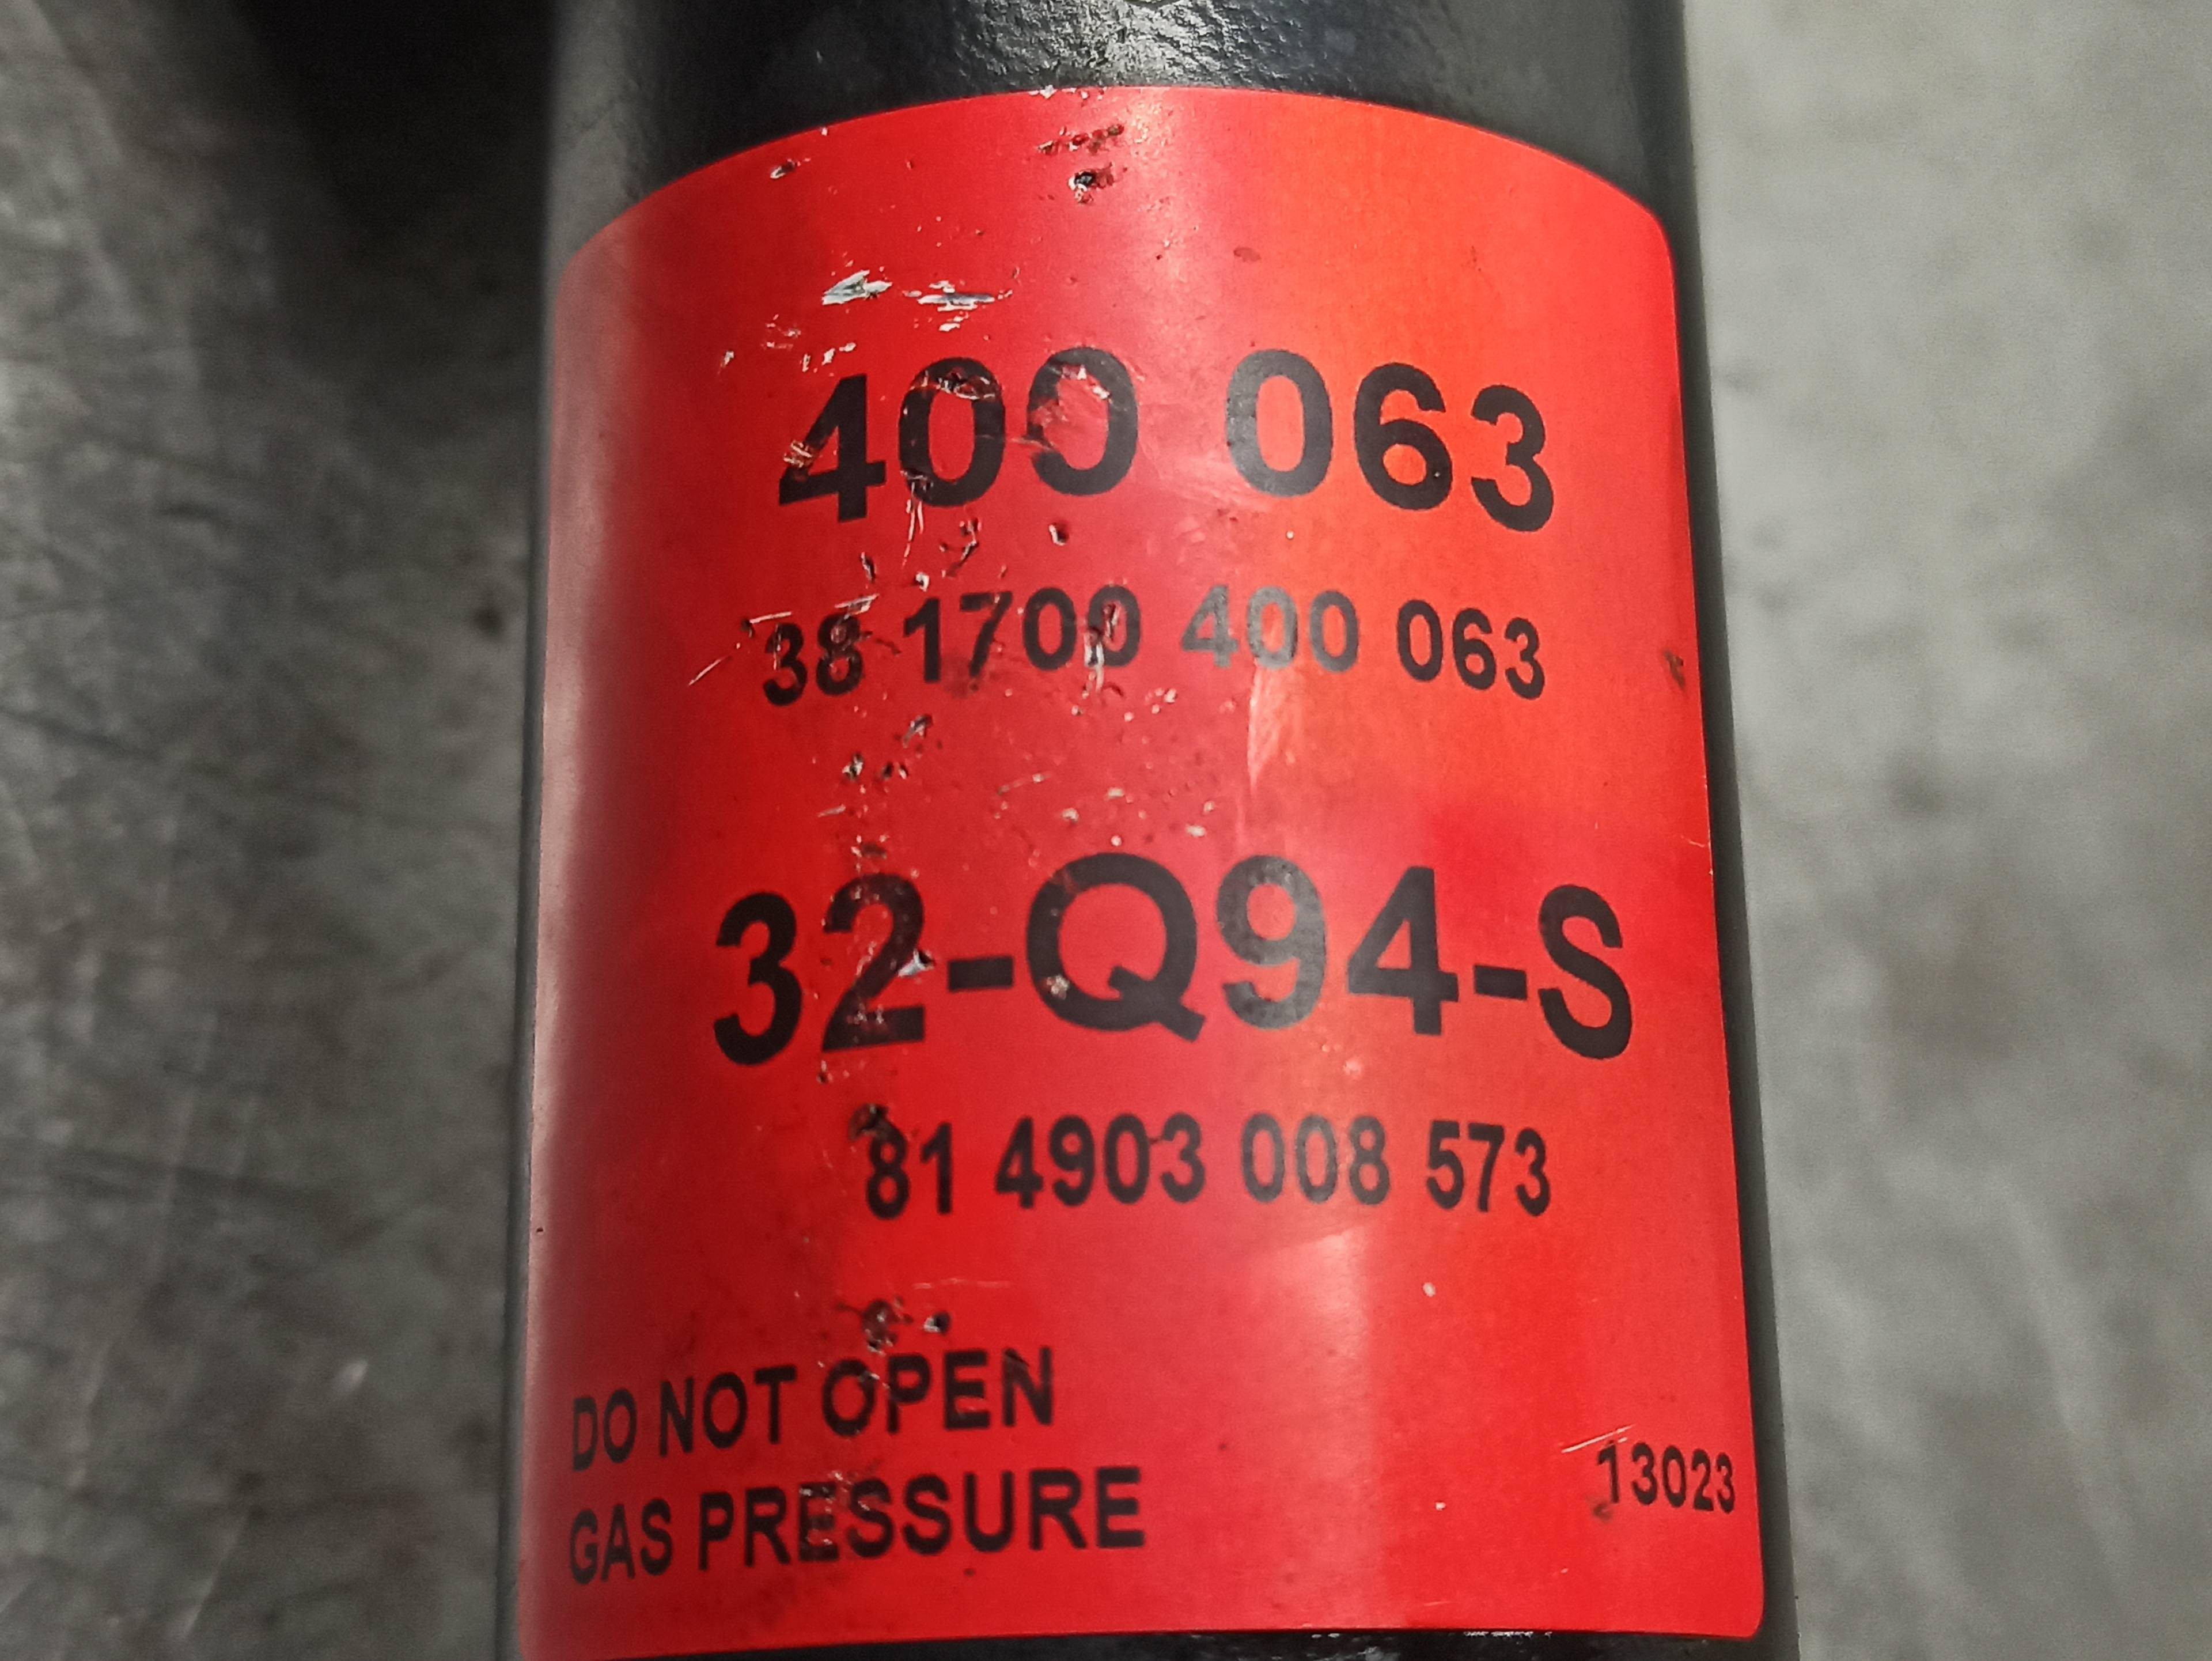 400 063
38 1700 400 063
32-Q94-S
81 4903 008 573
DO NOT OPEN
GAS PRESSURE
13023